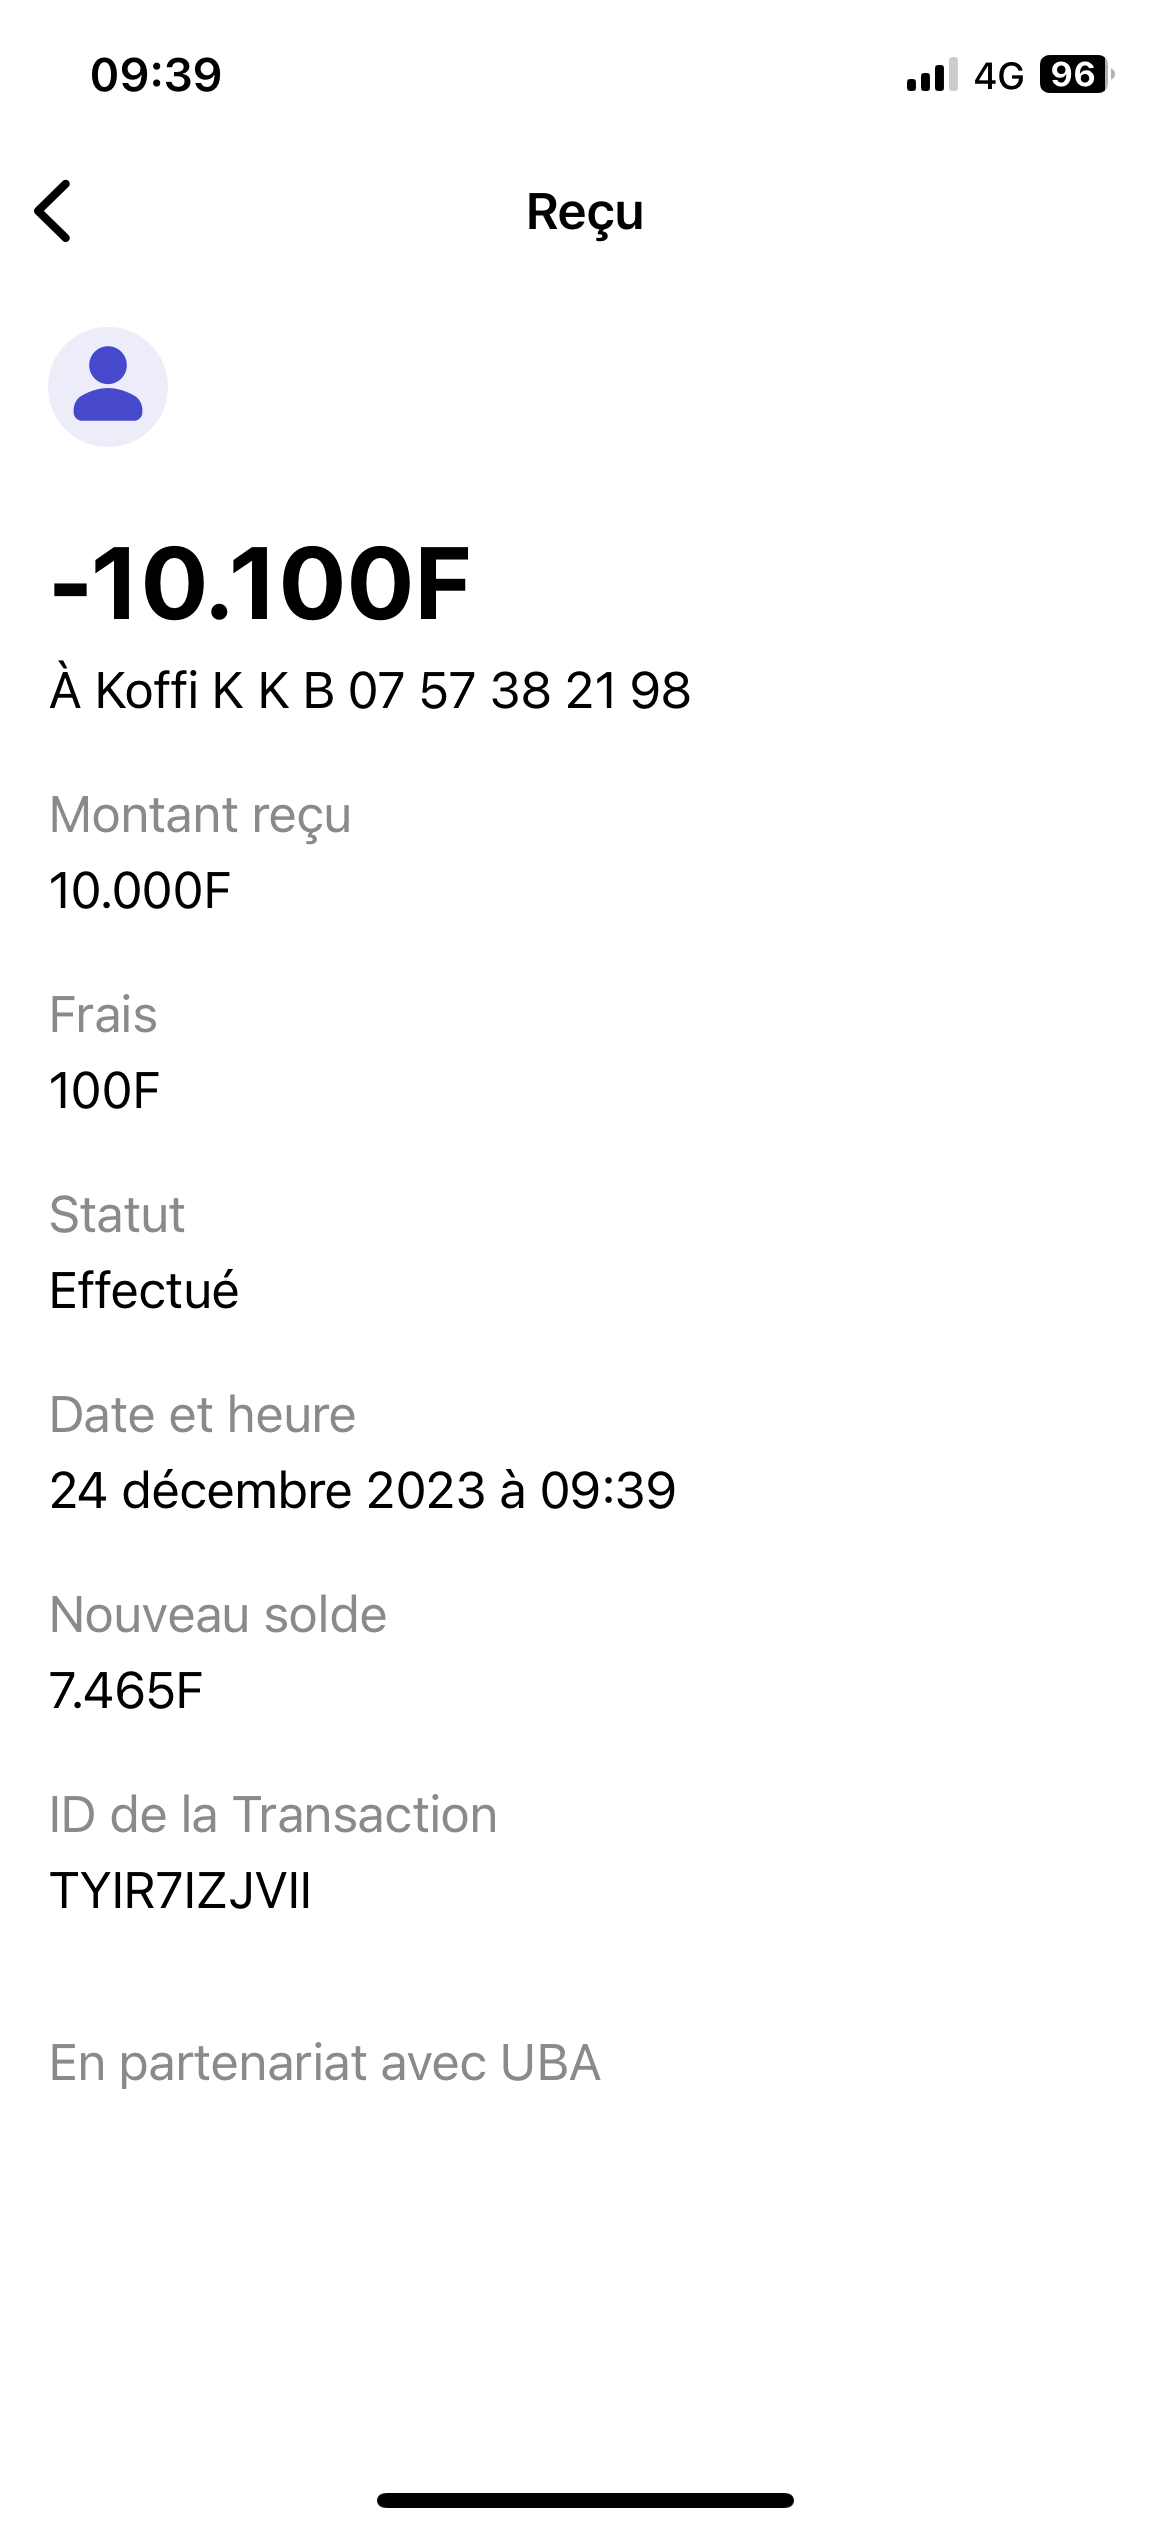 09:39
4G
96
Reçu
-10.100F
À Koffi K K B 07 57 38 21 98
Montant reçu
10.000F
Frais
100F
Statut
Effectué
Date et heure
24 décembre 2023 à 09:39
Nouveau solde
7.465F
ID de la Transaction
TYIR7IZJVII
En partenariat avec UBA